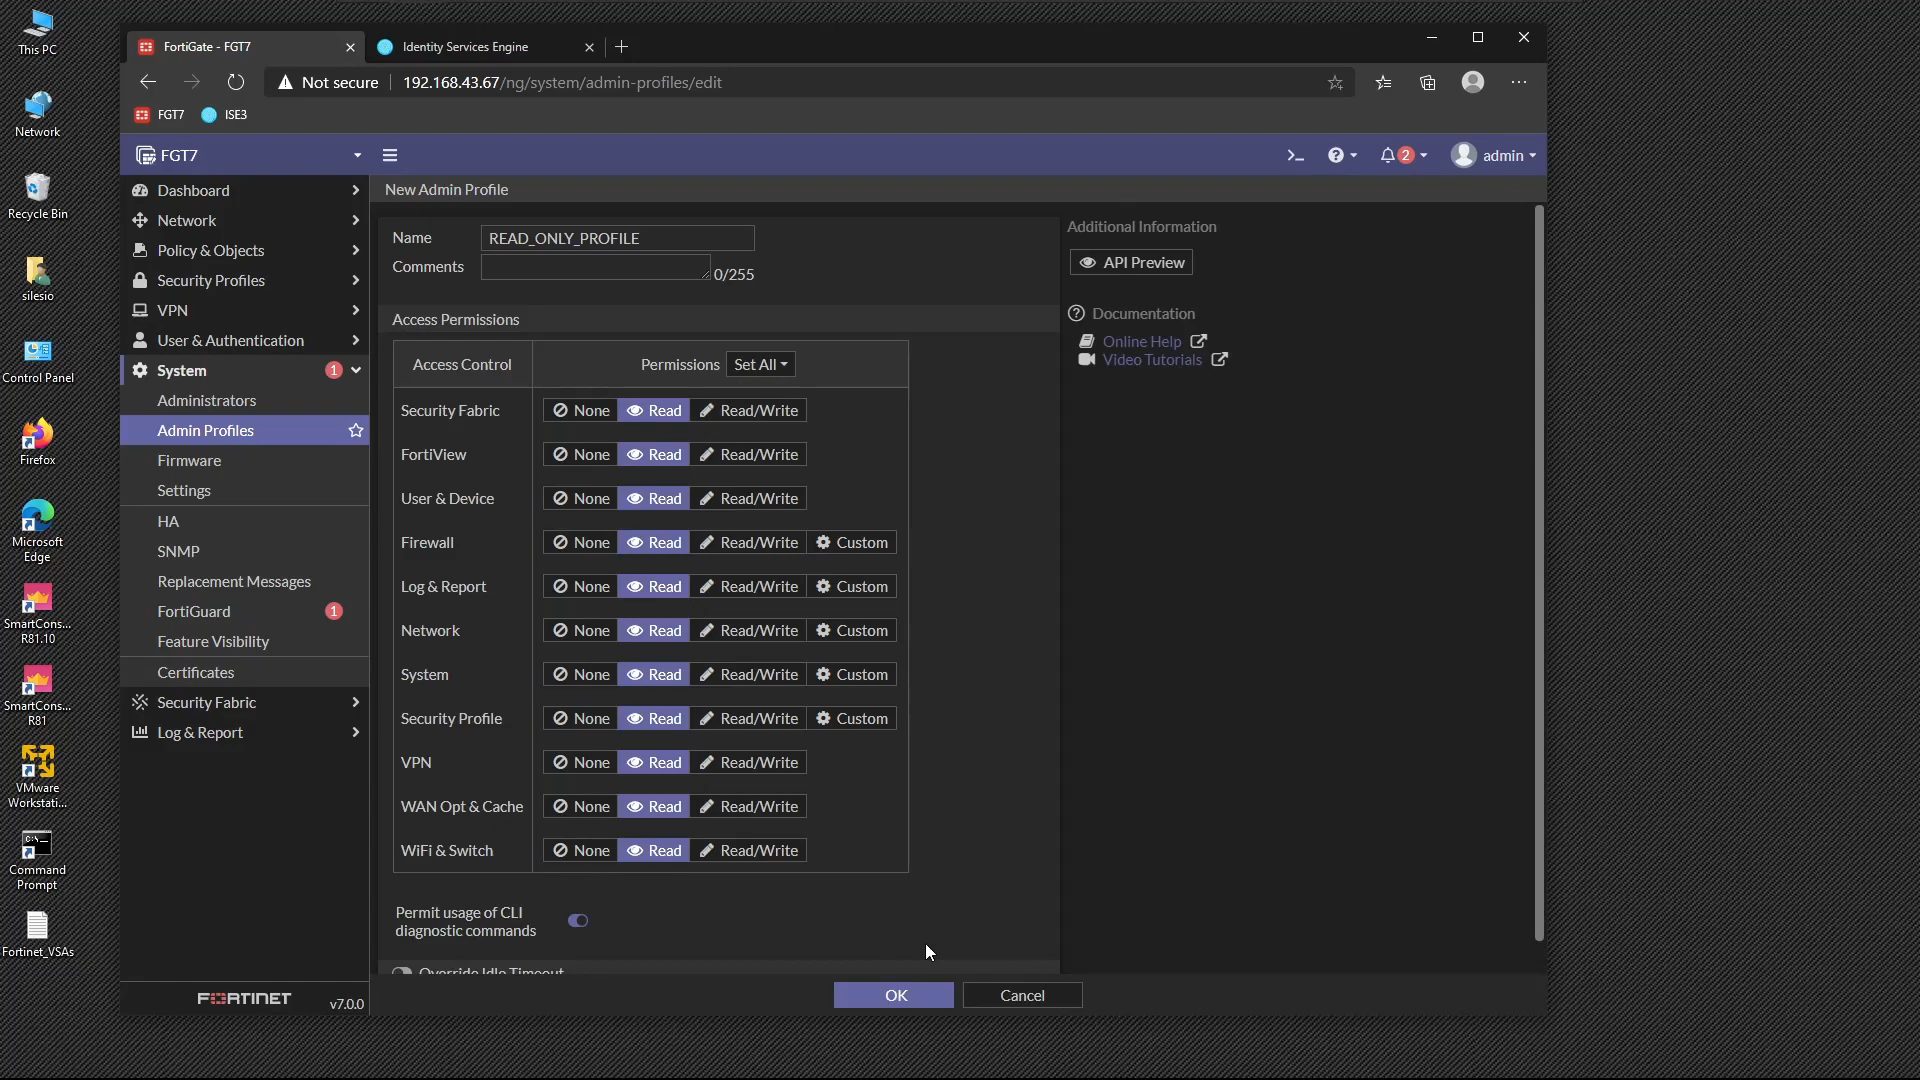 This PC
Network
Recycle Bin
silesio
Control Panel
Firefox
Microsoft
Edge
SmartCons...
R81.10
SmartCons...
R81
VMware
Workstati...
Command
Prompt
Fortinet_VSAs
FortiGate - FGT7
Identity Services Engine
Not secure
192.168.43.67/ng/system/admin-profiles/edit
FGT7
ISE3
FGT7
2
admin
Dashboard
Network
Policy & Objects
Security Profiles
VPN
User & Authentication
System 1
Administrators
Admin Profiles
Firmware
Settings
HA
SNMP
Replacement Messages
FortiGuard 1
Feature Visibility
Certificates
Security Fabric
Log & Report
FORTINET
v7.0.0
New Admin Profile
Name READ_ONLY_PROFILE
Comments 0/255
Access Permissions
Access Control Permissions Set All
Security Fabric None Read Read/Write
FortiView None Read Read/Write
User & Device None Read Read/Write
Firewall None Read Read/Write Custom
Log & Report None Read Read/Write Custom
Network None Read Read/Write Custom
System None Read Read/Write Custom
Security Profile None Read Read/Write Custom
VPN None Read Read/Write
WAN Opt & Cache None Read Read/Write
WiFi & Switch None Read Read/Write
Permit usage of CLI
diagnostic commands
Override Idle Timeout
OK Cancel
Additional Information
API Preview
Documentation
Online Help
Video Tutorials